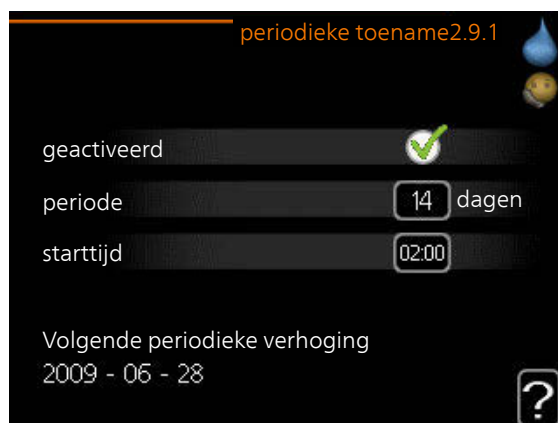 periodieke toename2.9.1
geactiveerd
periode 14 dagen
starttijd 02:00
Volgende periodieke verhoging
2009 - 06 - 28
?